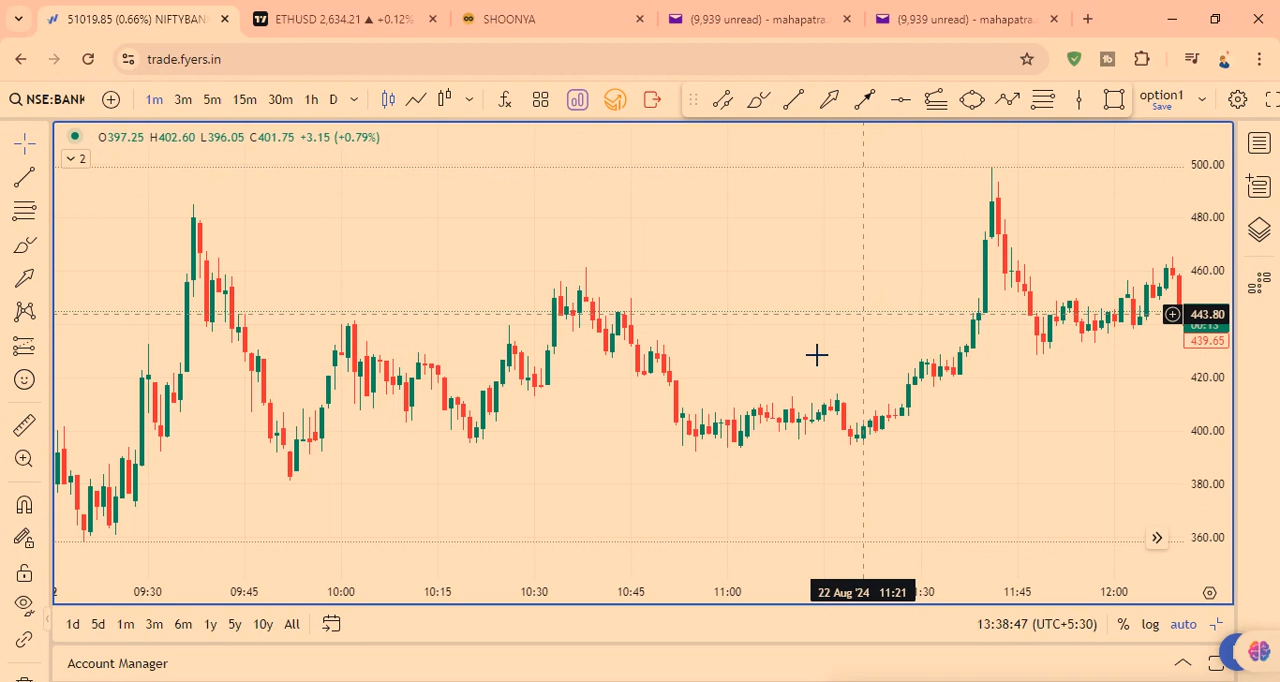 51019.85 (0.66%) NIFTYBAN
ETHUSD 2,634.21 ▲ +0.12%
SHOONYA
(9,939 unread) - mahapatra.
(9,939 unread) - mahapatra.
trade.fyers.in
NSE:BANK
1m 3m 5m 15m 30m 1h D
option1
Save
O397.25 H402.60 L396.05 C401.75 +3.15 (+0.79%)
2
500.00
480.00
460.00
443.80
00:13
439.65
420.00
400.00
380.00
360.00
2 09:30 09:45 10:00 10:15 10:30 10:45 11:00 22 Aug '24 11:21 :30 11:45 12:00
1d 5d 1m 3m 6m 1y 5y 10y All
13:38:47 (UTC+5:30) % log auto
Account Manager